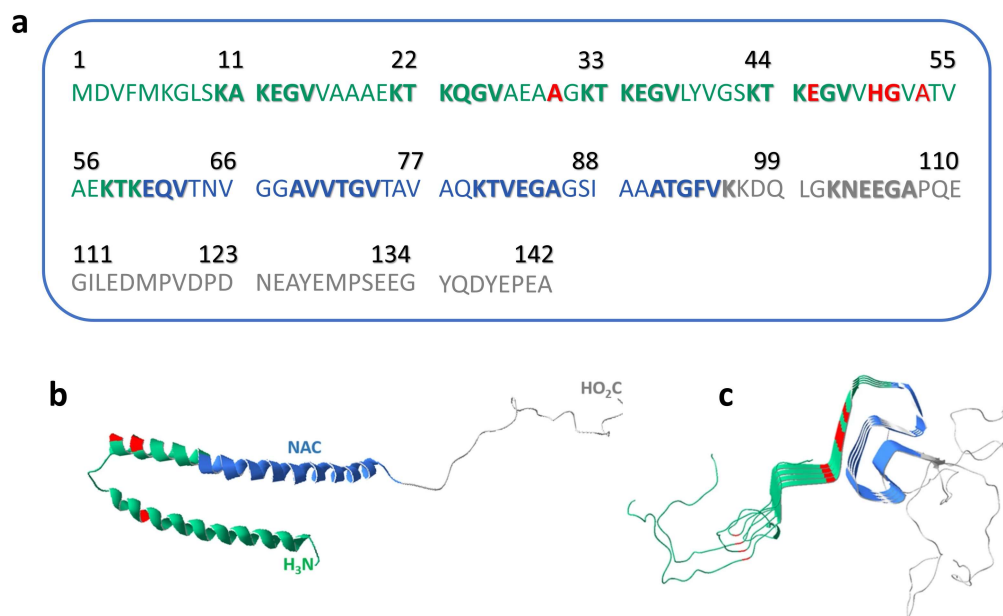 a
1 11 22 33 44 55
MDVFMKGLSKA KEGVVAAAEKT KQGVAEAAGKT KEGVLYVGSKT KEGVVHGVATV
56 66 77 88 99 110
AEKTKEQVTNV GGAVVTGVTAV AQKTVEGAGSI AAATGFVKKDQ LGKNEEGAPQE
111 123 134 142
GILEDMPVDPD NEAYEMPSEEG YQDYEPEA
b
HO₂C
c
NAC
H₃N